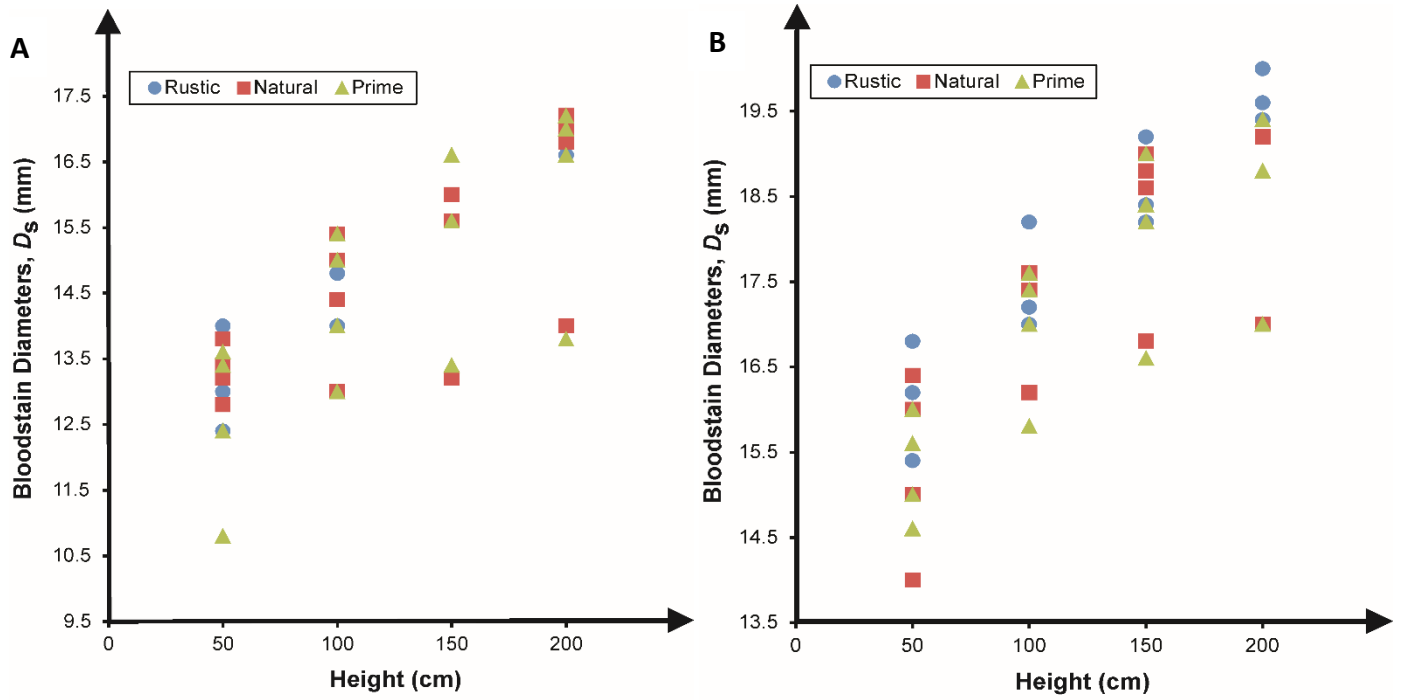 A
Rustic Natural Prime
17.5
16.5
15.5
14.5
13.5
12.5
11.5
10.5
9.5
0 50 100 150 200
Height (cm)
Bloodstain Diameters, Ds (mm)
B
Rustic Natural Prime
19.5
18.5
17.5
16.5
15.5
14.5
13.5
0 50 100 150 200
Height (cm)
Bloodstain Diameters, Ds (mm)